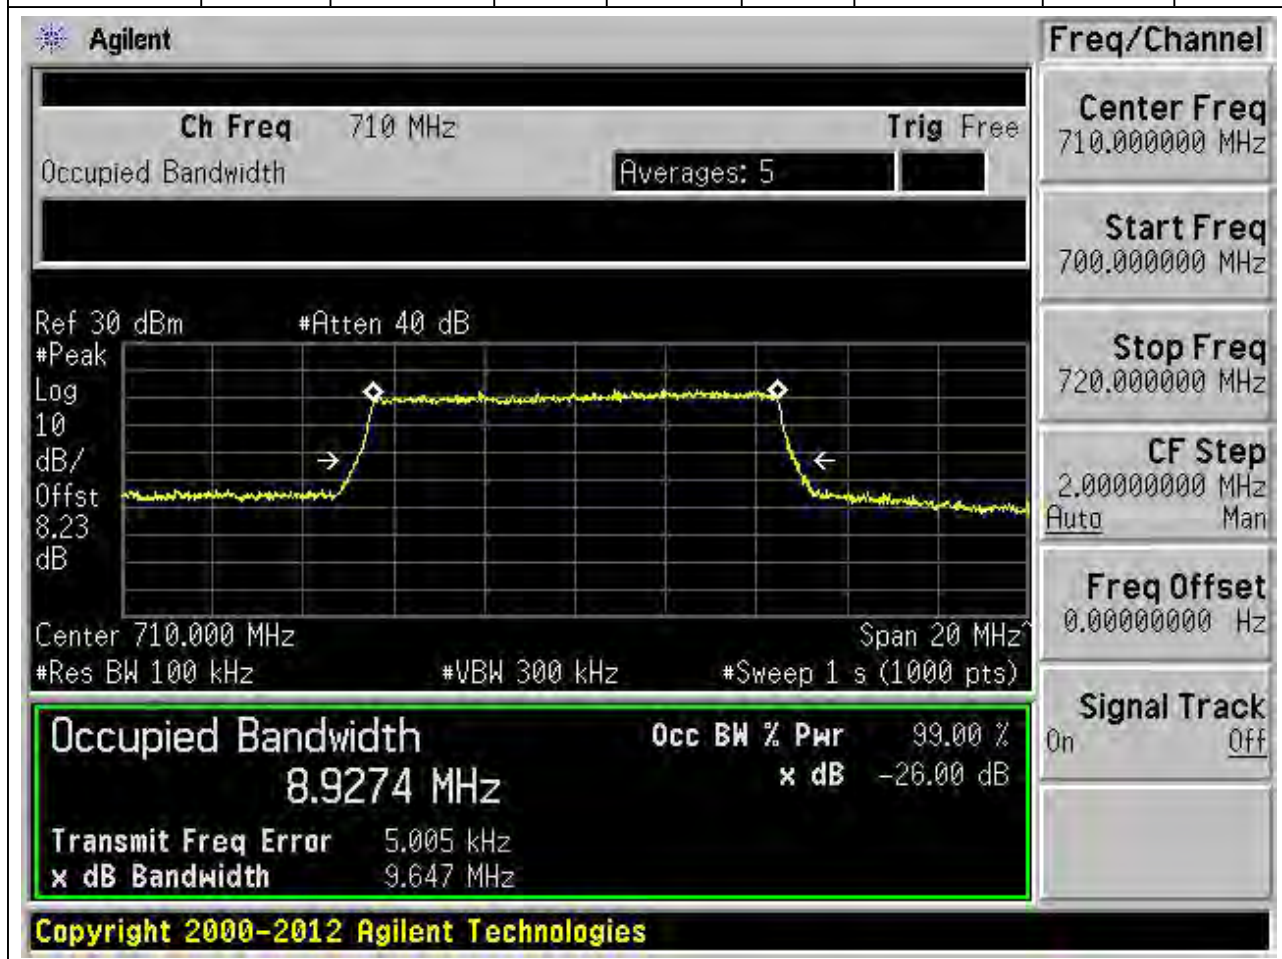 Agilent
Freq/Channel
Ch Freq 710 MHz Trig Free
Occupied Bandwidth Averages: 5
Center Freq
710.000000 MHz
Start Freq
700.000000 MHz
Stop Freq
720.000000 MHz
CF Step
2.00000000 MHz
Auto Man
Freq Offset
0.00000000 Hz
Signal Track
On Off
Ref 30 dBm #Atten 40 dB
#Peak
Log
10
dB/
Offst
8.23
dB
Center 710.000 MHz Span 20 MHz^
#Res BW 100 kHz #VBW 300 kHz #Sweep 1 s (1000 pts)
Occupied Bandwidth Occ BW % Pwr 99.00 %
8.9274 MHz x dB -26.00 dB
Transmit Freq Error 5.005 kHz
x dB Bandwidth 9.647 MHz
Copyright 2000-2012 Agilent Technologies